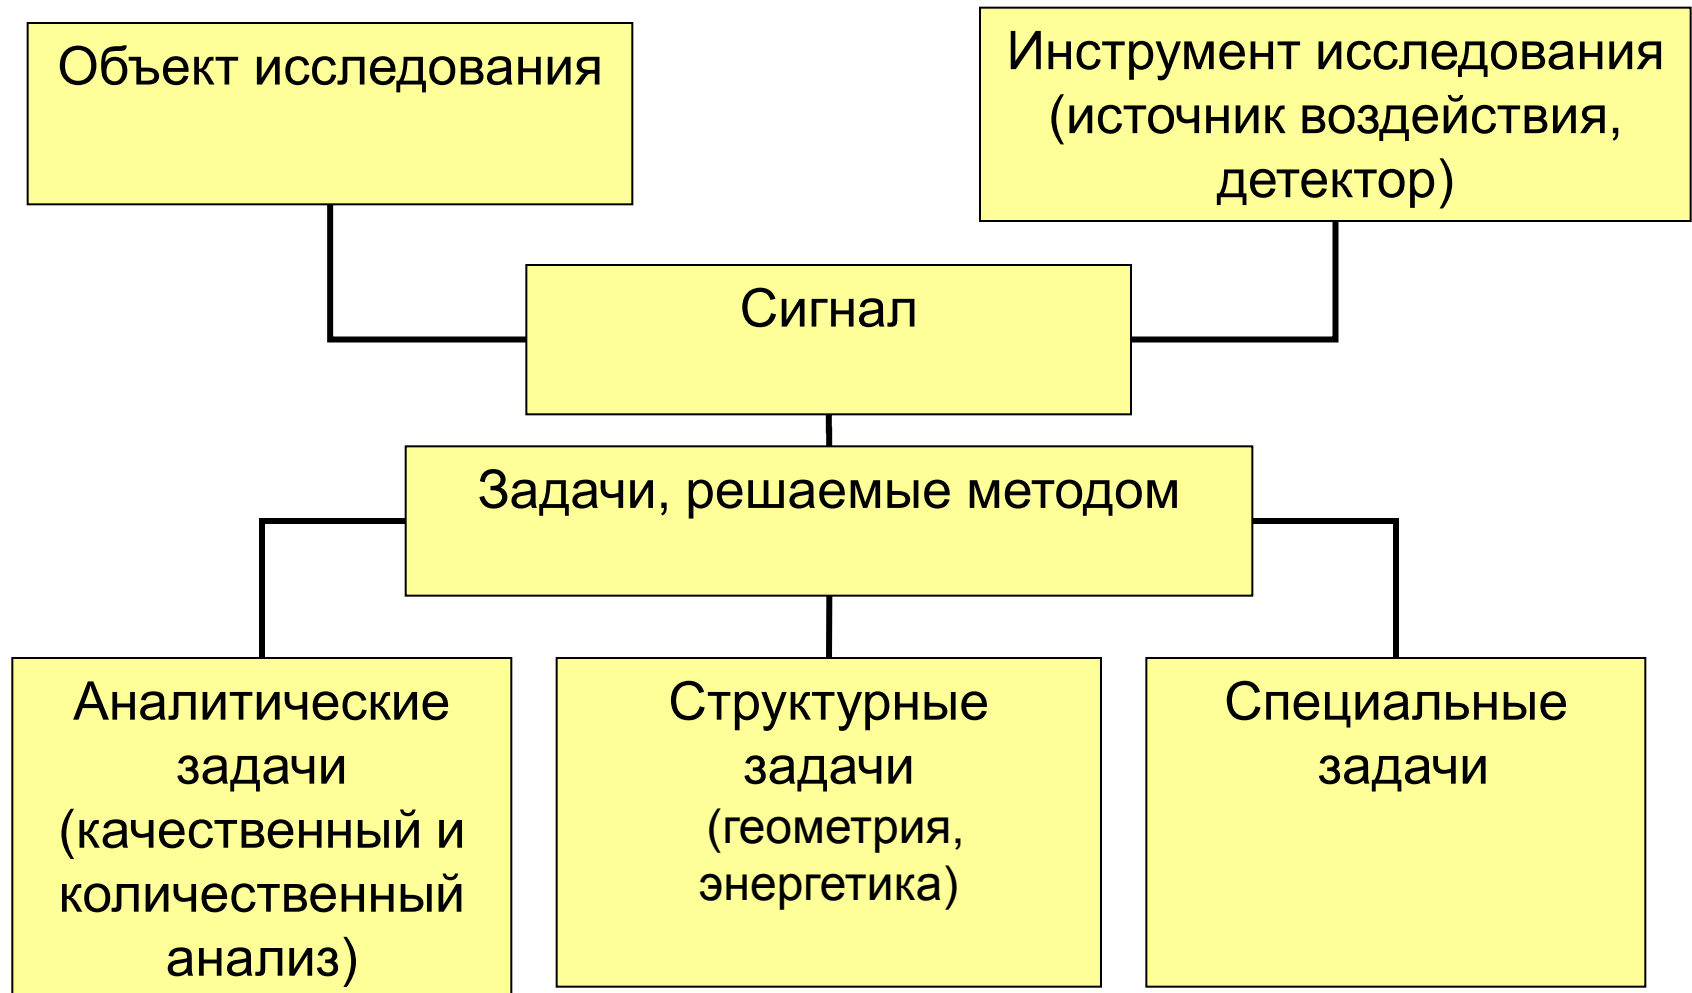 Объект исследования
Инструмент исследования
(источник воздействия,
детектор)
Сигнал
Задачи, решаемые методом
Аналитические
задачи
(качественный и
количественный
анализ)
Структурные
задачи
(геометрия,
энергетика)
Специальные
задачи